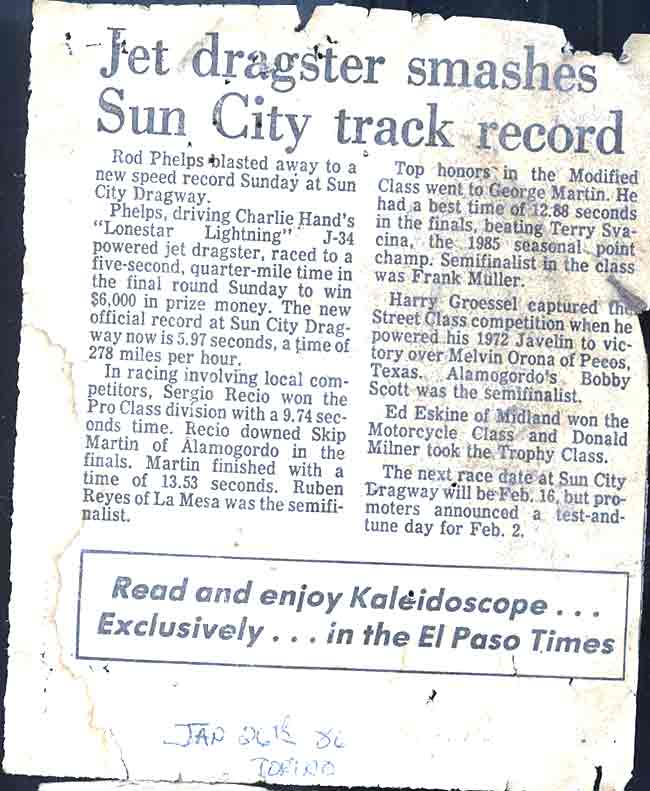 Jet dragster smashes
Sun City track record
Rod Phelps blasted away to a
new speed record Sunday at Sun
City Dragway.
Phelps, driving Charlie Hand's
"Lonestar Lightning" J-34
powered jet dragster, raced to a
five-second, quarter-mile time in
the final round Sunday to win
$6,000 in prize money. The new
official record at Sun City Drag-
way now is 5.97 seconds, a time of
278 miles per hour.
In racing involving local com-
petitors, Sergio Recio won the
Pro Class division with a 9.74 sec-
onds time. Recio downed Skip
Martin of Alamogordo in the
finals. Martin finished with a
time of 13.53 seconds. Ruben
Reyes of La Mesa was the semifi-
nalist.
Top honors in the Modified
Class went to George Martin. He
had a best time of 12.88 seconds
in the finals, beating Terry Sva-
cina, the 1985 seasonal point
champ. Semifinalist in the class
was Frank Muller.
Harry Groessel captured the
Street Class competition when he
powered his 1972 Javelin to vic-
tory over Melvin Orona of Pecos,
Texas. Alamogordo's Bobby
Scott was the semifinalist.
Ed Eskine of Midland won the
Motorcycle Class and Donald
Milner took the Trophy Class.
The next race date at Sun City
Dragway will be Feb. 16, but pro-
moters announced a test-and-
tune day for Feb. 2.
Read and enjoy Kaleidoscope . . .
Exclusively . . . in the El Paso Times
JAN 26th 86
TORINO